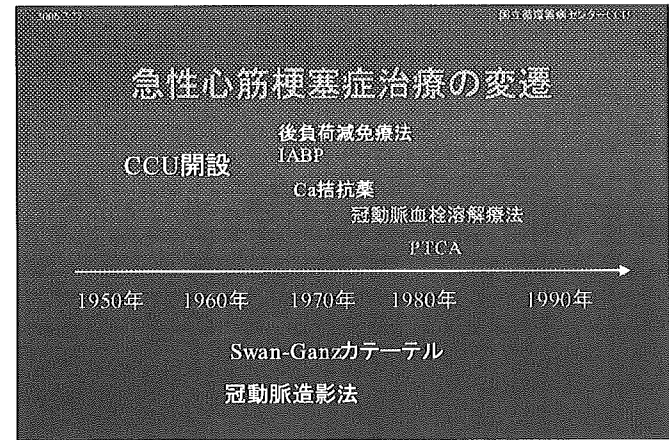 国立循環器病センターCCU
急性心筋梗塞症治療の変遷
後負荷減免療法
CCU開設
IABP
Ca拮抗薬
冠動脈血栓溶解療法
PTCA
1950年 1960年 1970年 1980年 1990年
Swan-Ganzカテーテル
冠動脈造影法